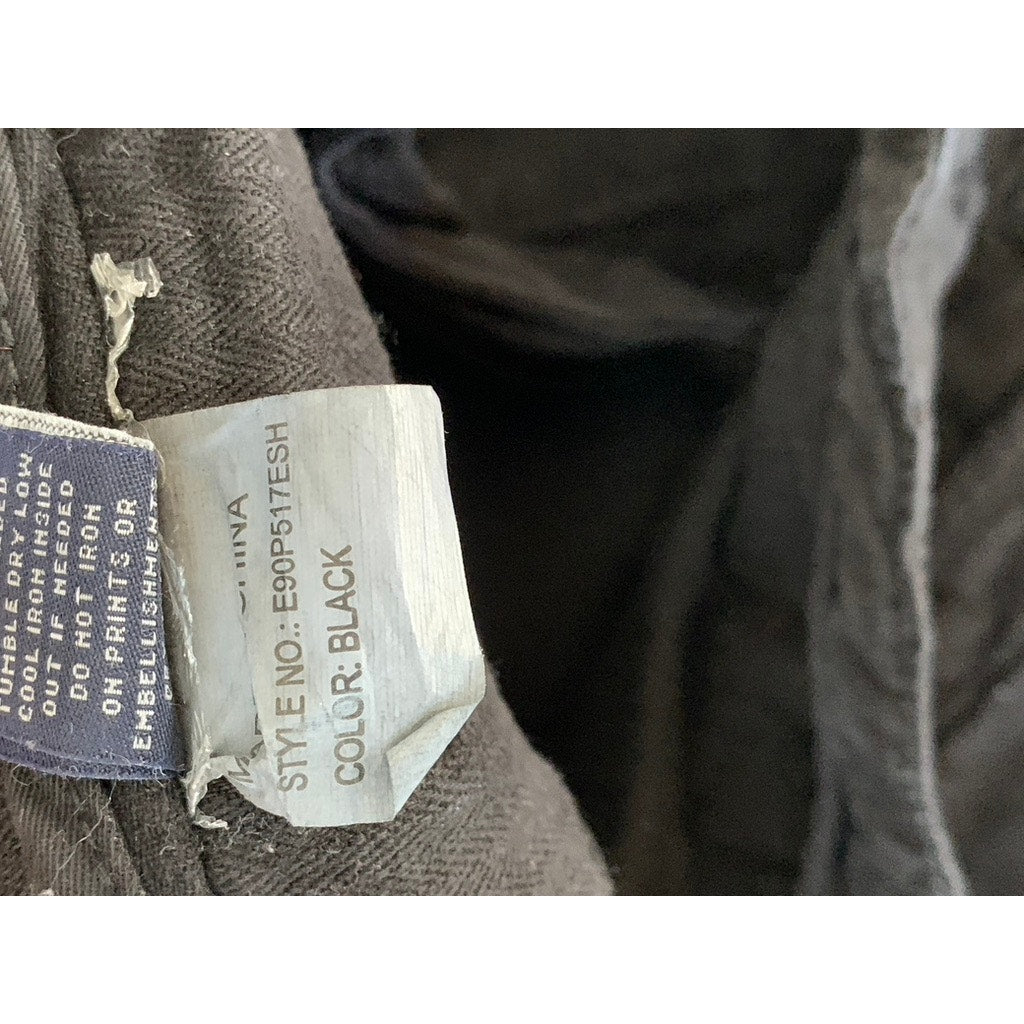 TUMBLE DRY LOW
COOL IRON INSIDE
OUT IF NEEDED
DO NOT IRON
ON PRINTS OR
CHINA
STYLE NO.: E90P517ESH
COLOR: BLACK